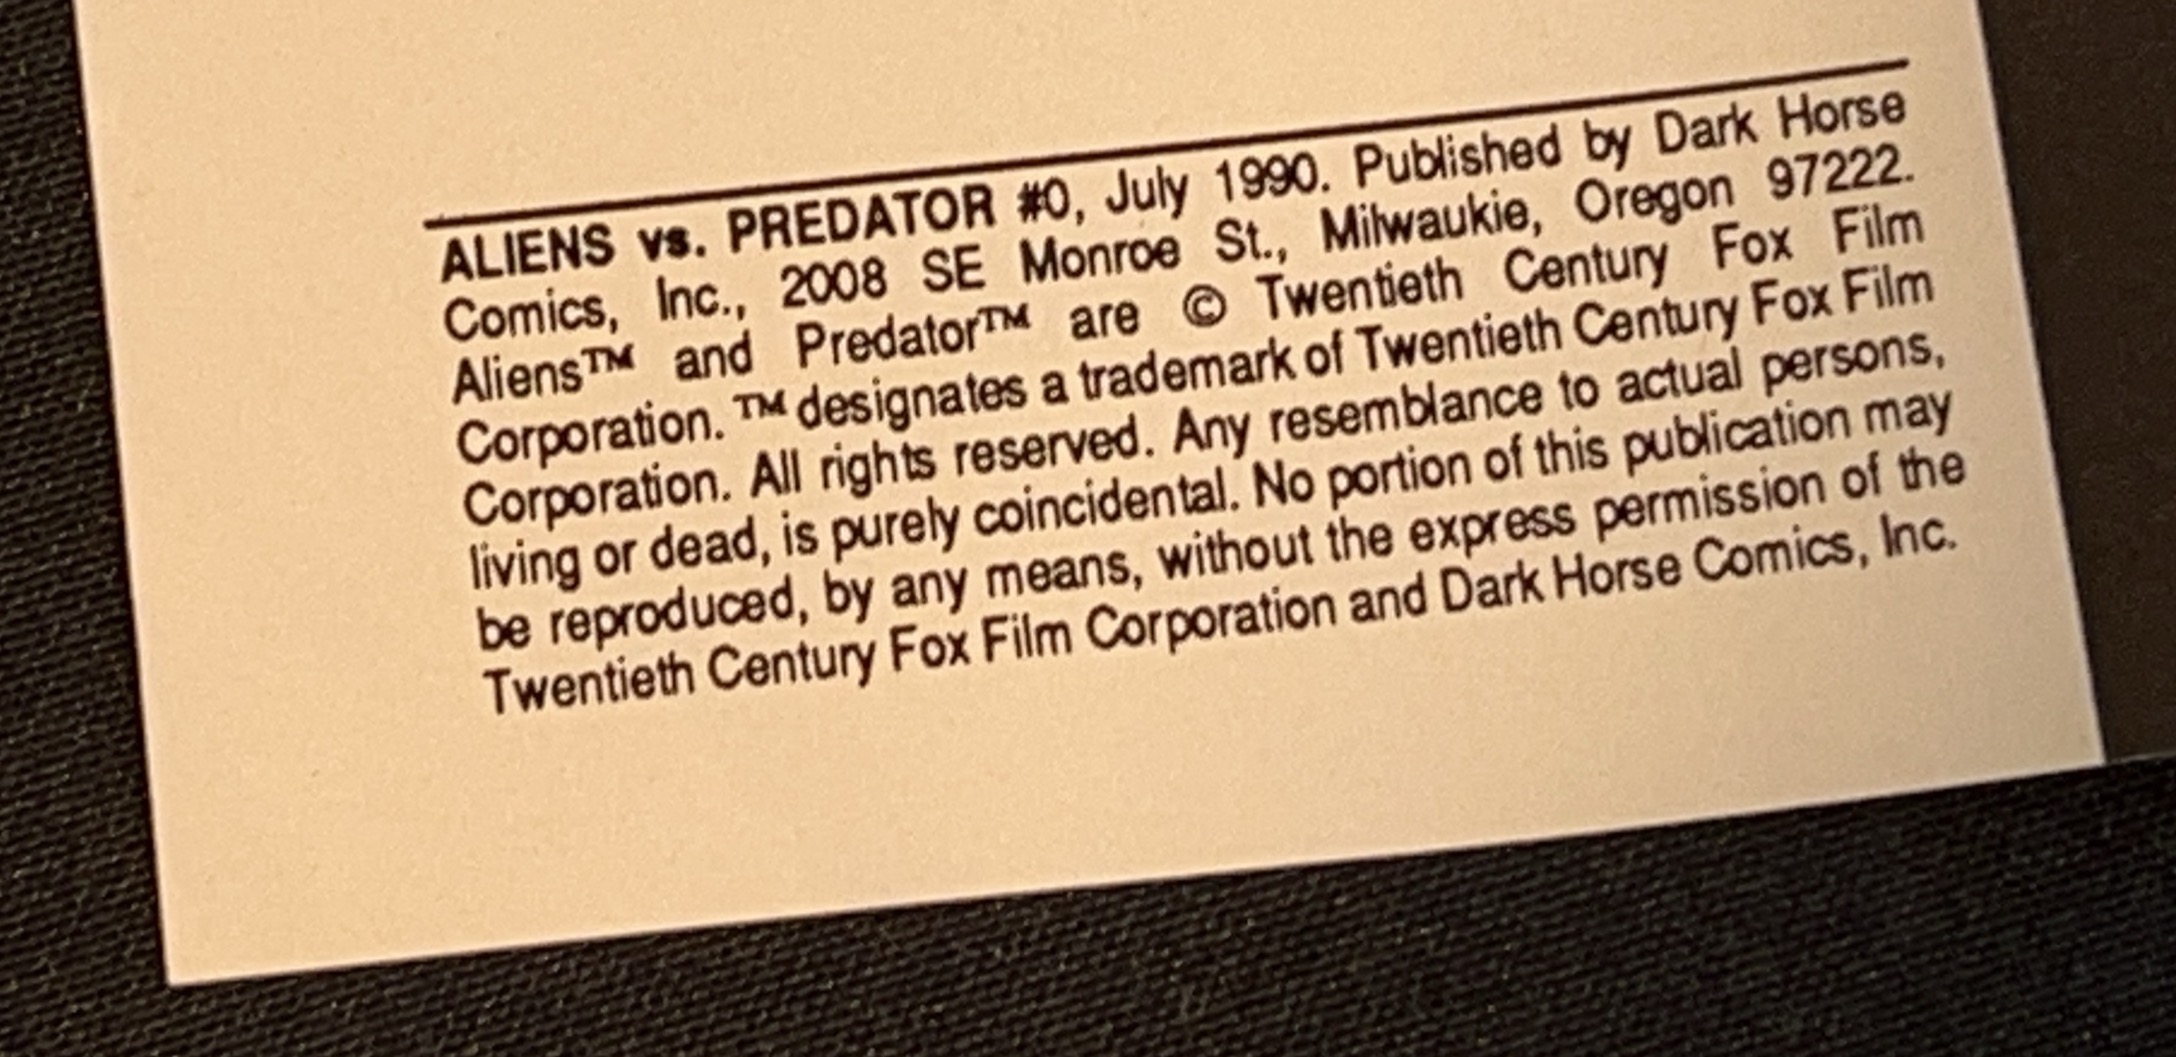 ALIENS vs. PREDATOR #0, July 1990. Published by Dark Horse
Comics, Inc., 2008 SE Monroe St., Milwaukie, Oregon 97222.
Aliens™ and Predator™ are © Twentieth Century Fox Film
Corporation. ™ designates a trademark of Twentieth Century Fox Film
Corporation. All rights reserved. Any resemblance to actual persons,
living or dead, is purely coincidental. No portion of this publication may
be reproduced, by any means, without the express permission of the
Twentieth Century Fox Film Corporation and Dark Horse Comics, Inc.